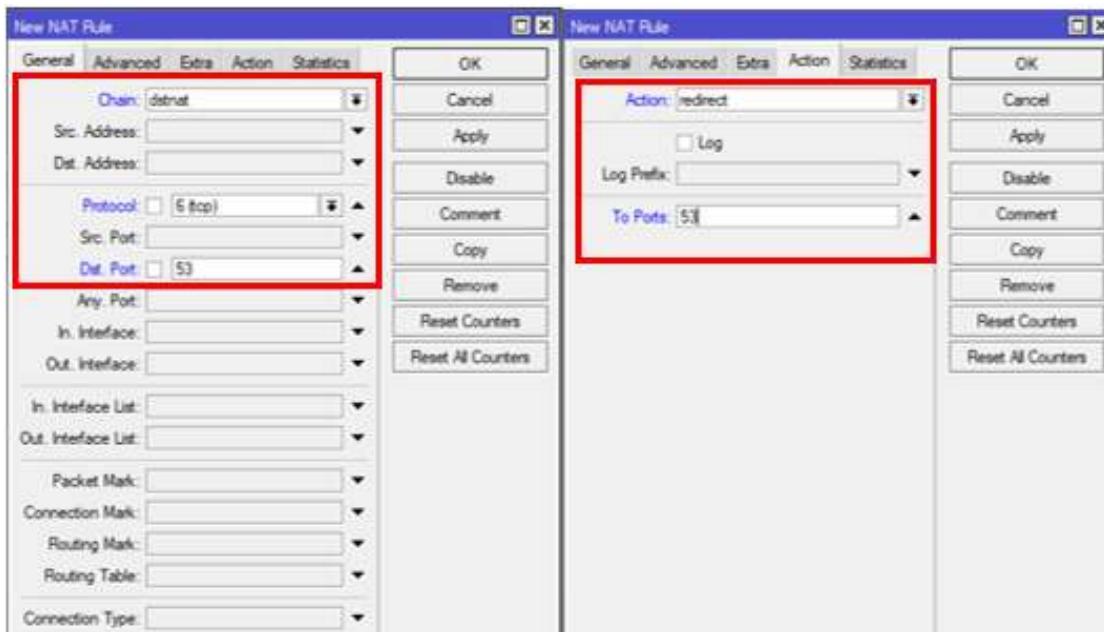 New NAT Rule
General Advanced Extra Action Statistics
Chain: dstnat
Src. Address:
Dst. Address:
Protocol: 6 (tcp)
Src. Port:
Dst. Port: 53
Any. Port:
In. Interface:
Out. Interface:
In. Interface List:
Out. Interface List:
Packet Mark:
Connection Mark:
Routing Mark:
Routing Table:
Connection Type:
OK
Cancel
Apply
Disable
Comment
Copy
Remove
Reset Counters
Reset All Counters
New NAT Rule
General Advanced Extra Action Statistics
Action: redirect
Log
Log Prefix:
To Ports: 53
OK
Cancel
Apply
Disable
Comment
Copy
Remove
Reset Counters
Reset All Counters